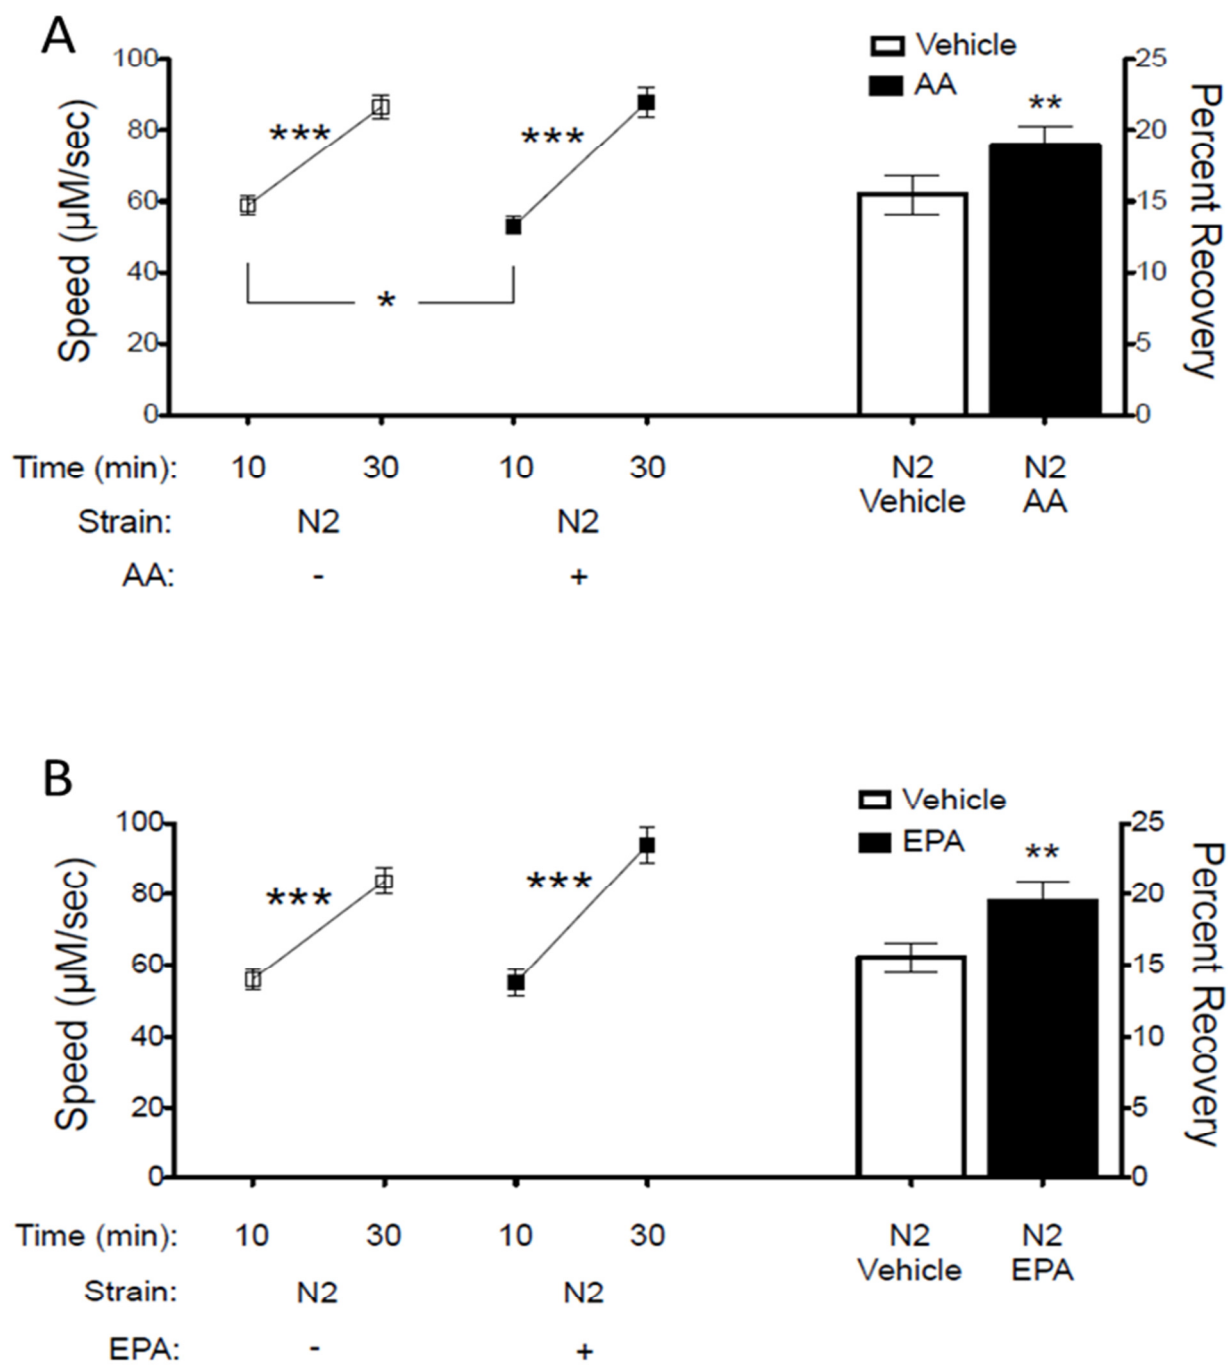 A
100
80
60
40
20
0
Speed (µM/sec)
***
***
*
Vehicle
AA
**
25
20
15
10
5
0
Percent Recovery
Time (min): 10 30 10 30
N2 N2
Vehicle AA
Strain: N2 N2
AA: - +
B
100
80
60
40
20
0
Speed (µM/sec)
***
***
Vehicle
EPA
**
25
20
15
10
5
0
Percent Recovery
Time (min): 10 30 10 30
N2 N2
Vehicle EPA
Strain: N2 N2
EPA: - +